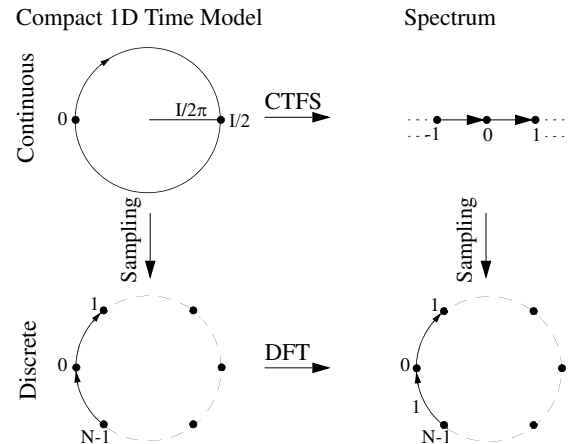 Compact 1D Time Model
Spectrum
Continuous
0
I/2π
I/2
CTFS
-1
0
1
Sampling
Sampling
Discrete
1
0
N-1
DFT
1
0
1
N-1